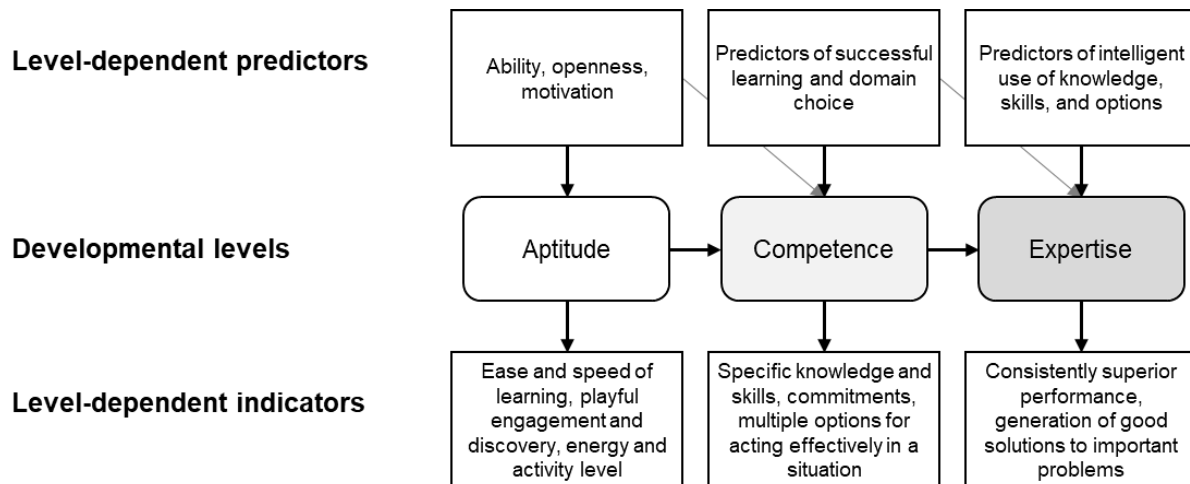 Level-dependent predictors
Ability, openness,
motivation
Predictors of successful
learning and domain
choice
Predictors of intelligent
use of knowledge,
skills, and options
Developmental levels
Aptitude
Competence
Expertise
Level-dependent indicators
Ease and speed of
learning, playful
engagement and
discovery, energy and
activity level
Specific knowledge and
skills, commitments,
multiple options for
acting effectively in a
situation
Consistently superior
performance,
generation of good
solutions to important
problems